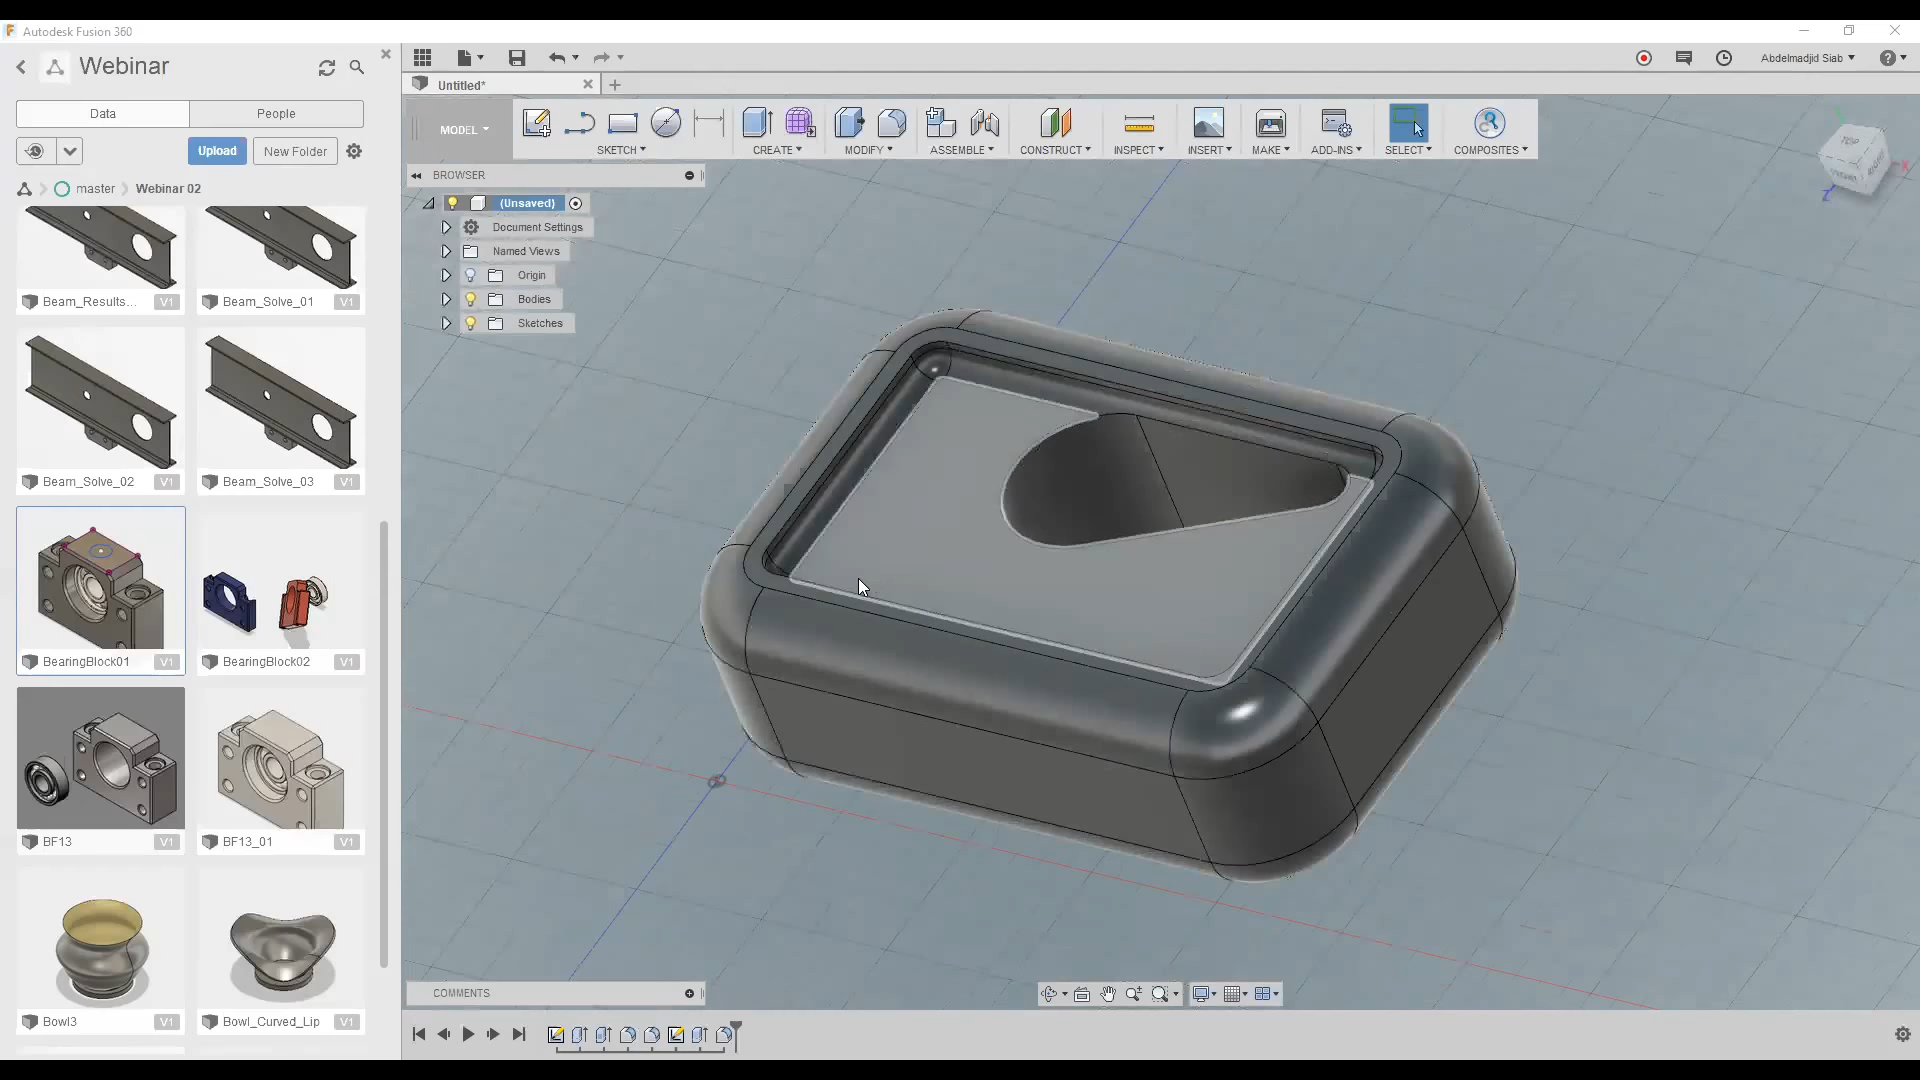 Autodesk Fusion 360
Webinar
Data
People
Upload
New Folder
master
Webinar 02
Beam_Results...
V1
Beam_Solve_01
V1
Beam_Solve_02
V1
Beam_Solve_03
V1
BearingBlock01
V1
BearingBlock02
V1
BF13
V1
BF13_01
V1
Bowl3
V1
Bowl_Curved_Lip
V1
Abdelmadjid Siab
Untitled*
MODEL
SKETCH
CREATE
MODIFY
ASSEMBLE
CONSTRUCT
INSPECT
INSERT
MAKE
ADD-INS
SELECT
COMPOSITES
BROWSER
(Unsaved)
Document Settings
Named Views
Origin
Bodies
Sketches
TOP
X
Z
COMMENTS